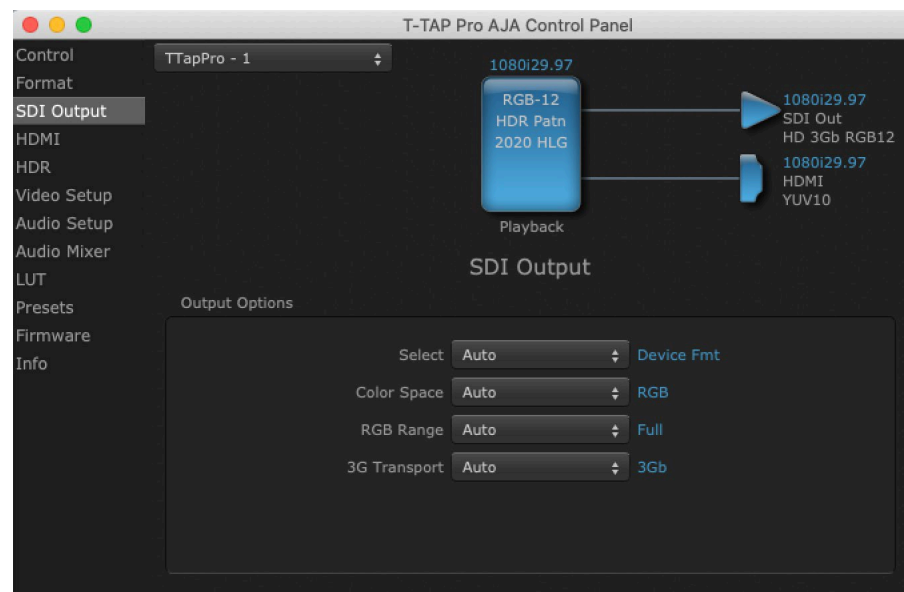 T-TAP Pro AJA Control Panel
Control
Format
SDI Output
HDMI
HDR
Video Setup
Audio Setup
Audio Mixer
LUT
Presets
Firmware
Info
TTapPro - 1
1080i29.97
RGB-12
HDR Patn
2020 HLG
Playback
1080i29.97
SDI Out
HD 3Gb RGB12
1080i29.97
HDMI
YUV10
SDI Output
Output Options
Select Auto Device Fmt
Color Space Auto RGB
RGB Range Auto Full
3G Transport Auto 3Gb